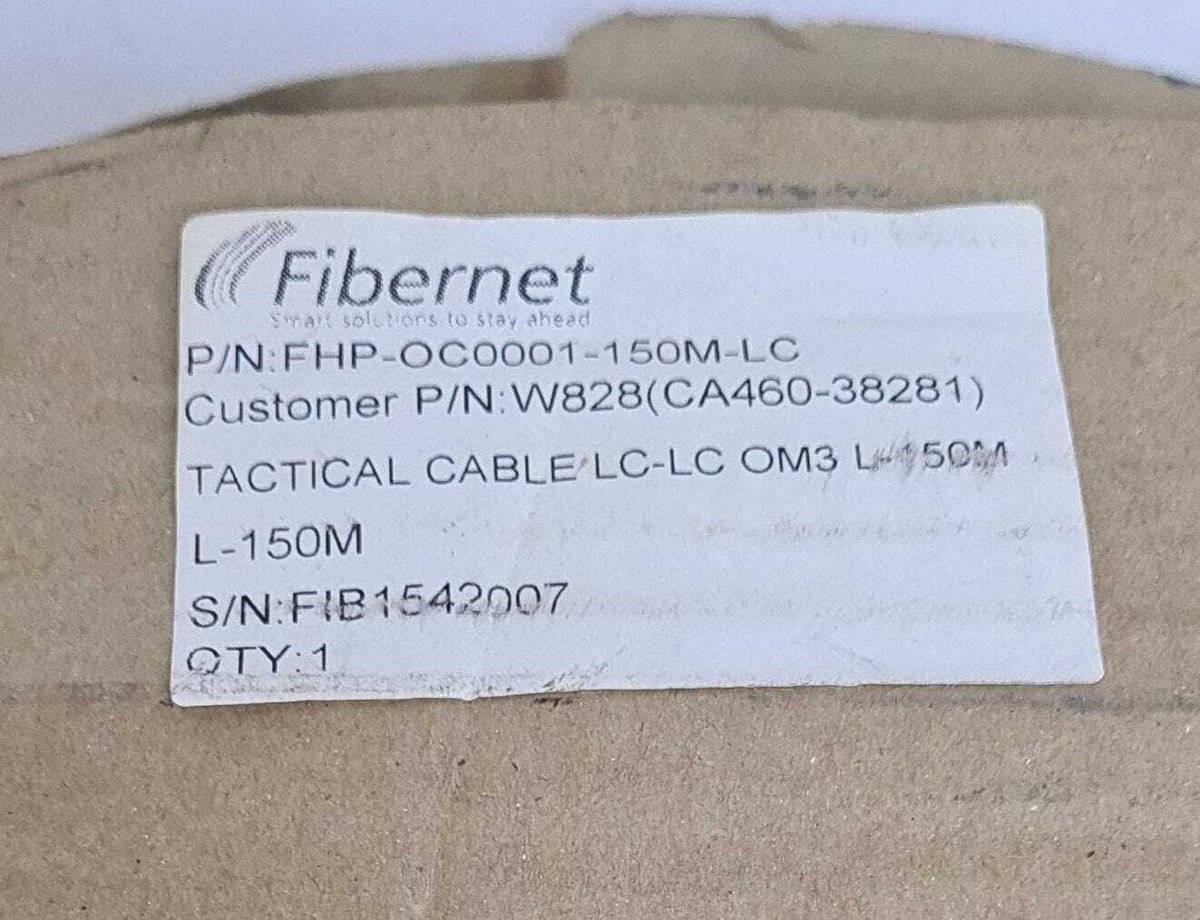 Fibernet
Smart solutions to stay ahead
P/N:FHP-OC0001-150M-LC
Customer P/N:W828(CA460-38281)
TACTICAL CABLE LC-LC OM3 L-150M
L-150M
S/N:FIB1542007
QTY:1